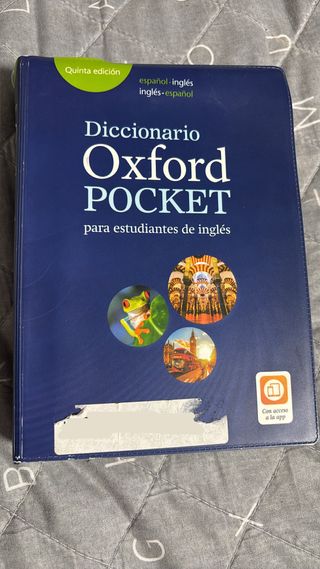 Quinta edición
español - inglés
inglés - español
Diccionario
Oxford
POCKET
para estudiantes de inglés
Con acceso
a la app